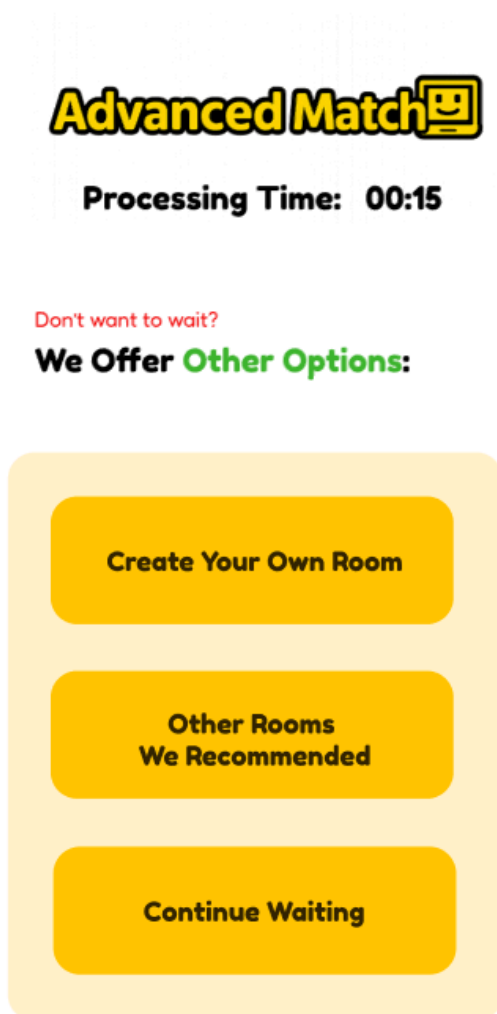 Advanced Match
Processing Time: 00:15
Don't want to wait?
We Offer Other Options:
Create Your Own Room
Other Rooms
We Recommended
Continue Waiting